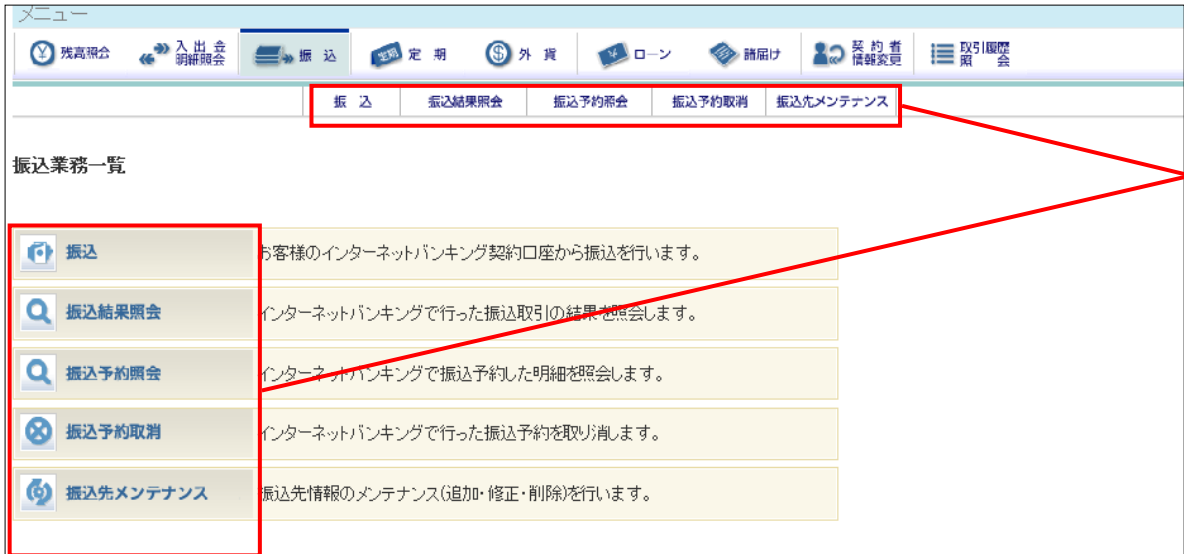 メニュー
残高照会 入出金明細照会 振込 定期 外貨 ローン 諸届け 契約者情報変更 取引履歴照会
振込 振込結果照会 振込予約照会 振込予約取消 振込先メンテナンス
振込業務一覧
振込 お客様のインターネットバンキング契約口座から振込を行います。
振込結果照会 インターネットバンキングで行った振込取引の結果を照会します。
振込予約照会 インターネットバンキングで振込予約した明細を照会します。
振込予約取消 インターネットバンキングで行った振込予約を取り消します。
振込先メンテナンス 振込先情報のメンテナンス(追加・修正・削除)を行います。